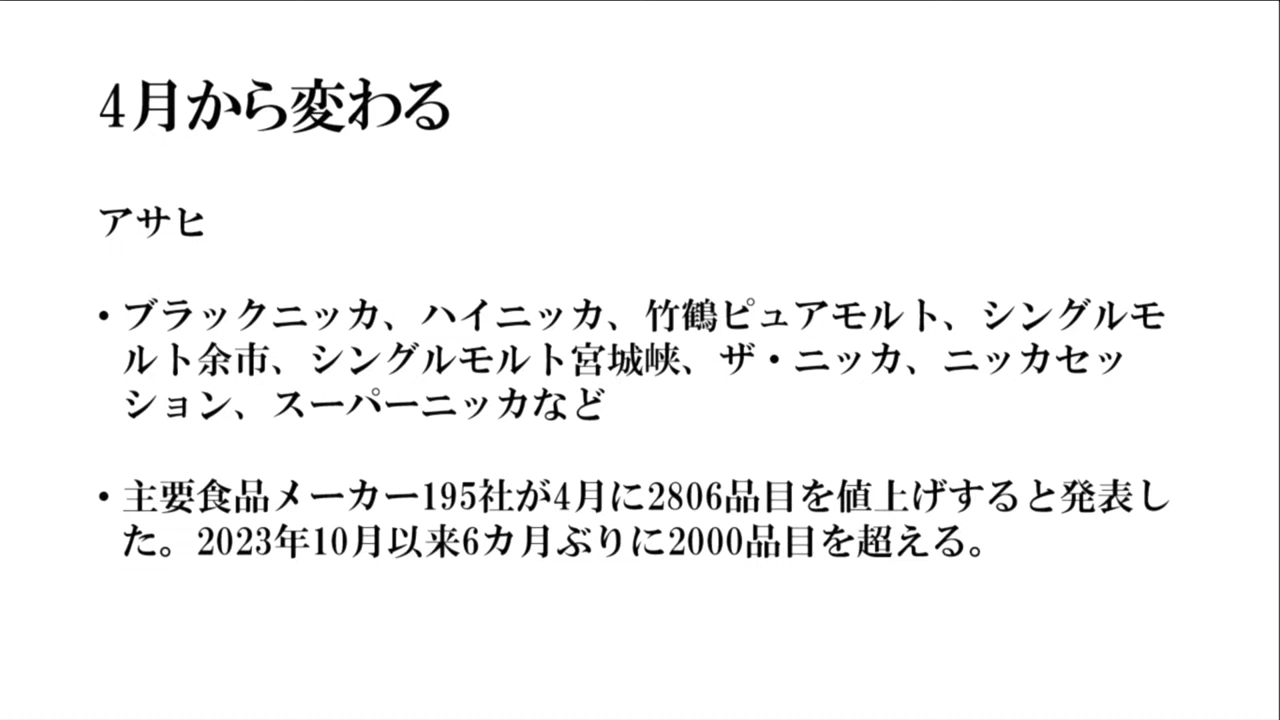 4月から変わる
アサヒ
• ブラックニッカ、ハイニッカ、竹鶴ピュアモルト、シングルモ
ルト余市、シングルモルト宮城峡、ザ・ニッカ、ニッカセッ
ション、スーパーニッカなど
• 主要食品メーカー195社が4月に2806品目を値上げすると発表し
た。2023年10月以来6カ月ぶりに2000品目を超える。